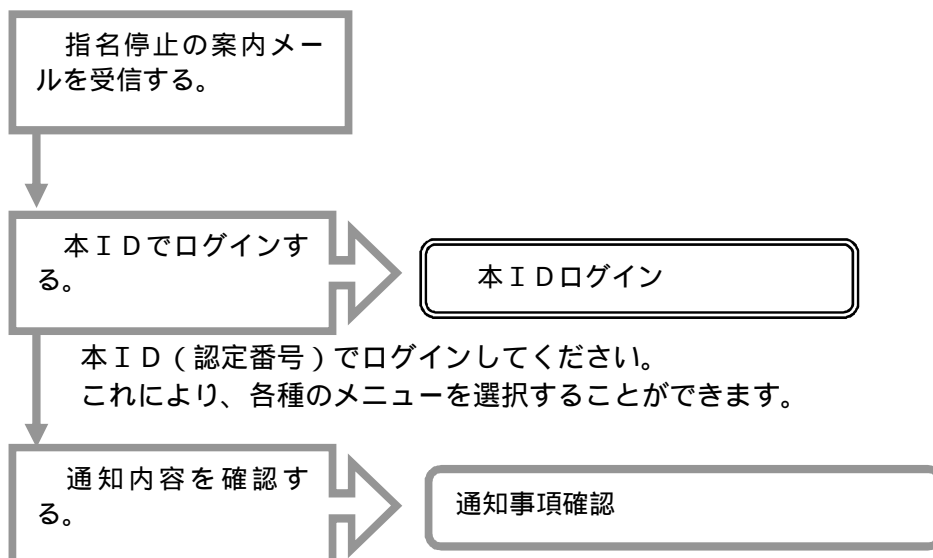 指名停止の案内メー
ルを受信する。
本ＩＤでログインす
る。
本ＩＤログイン
本ＩＤ（認定番号）でログインしてください。
これにより、各種のメニューを選択することができます。
通知内容を確認す
る。
通知事項確認